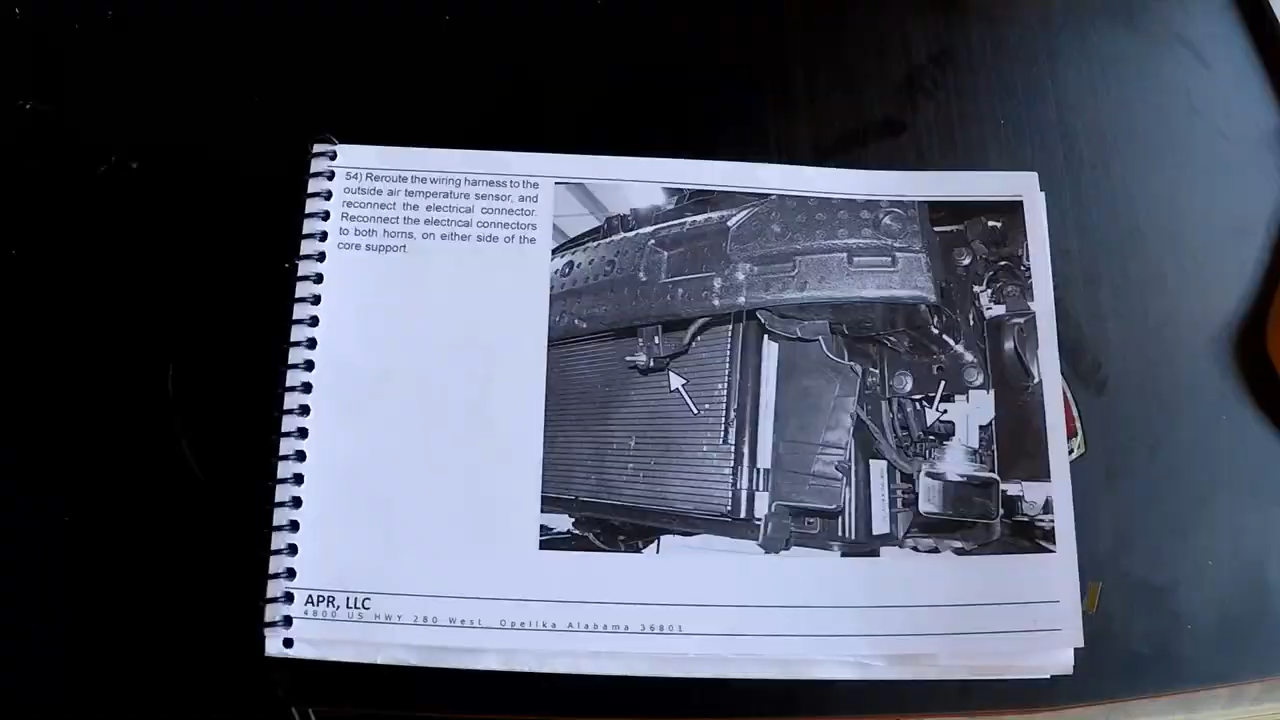 54) Reroute the wiring harness to the
outside air temperature sensor, and
reconnect the electrical connector.
Reconnect the electrical connectors
to both horns, on either side of the
core support.
APR, LLC
4800 US HWY 280 West, Opelika Alabama 36801